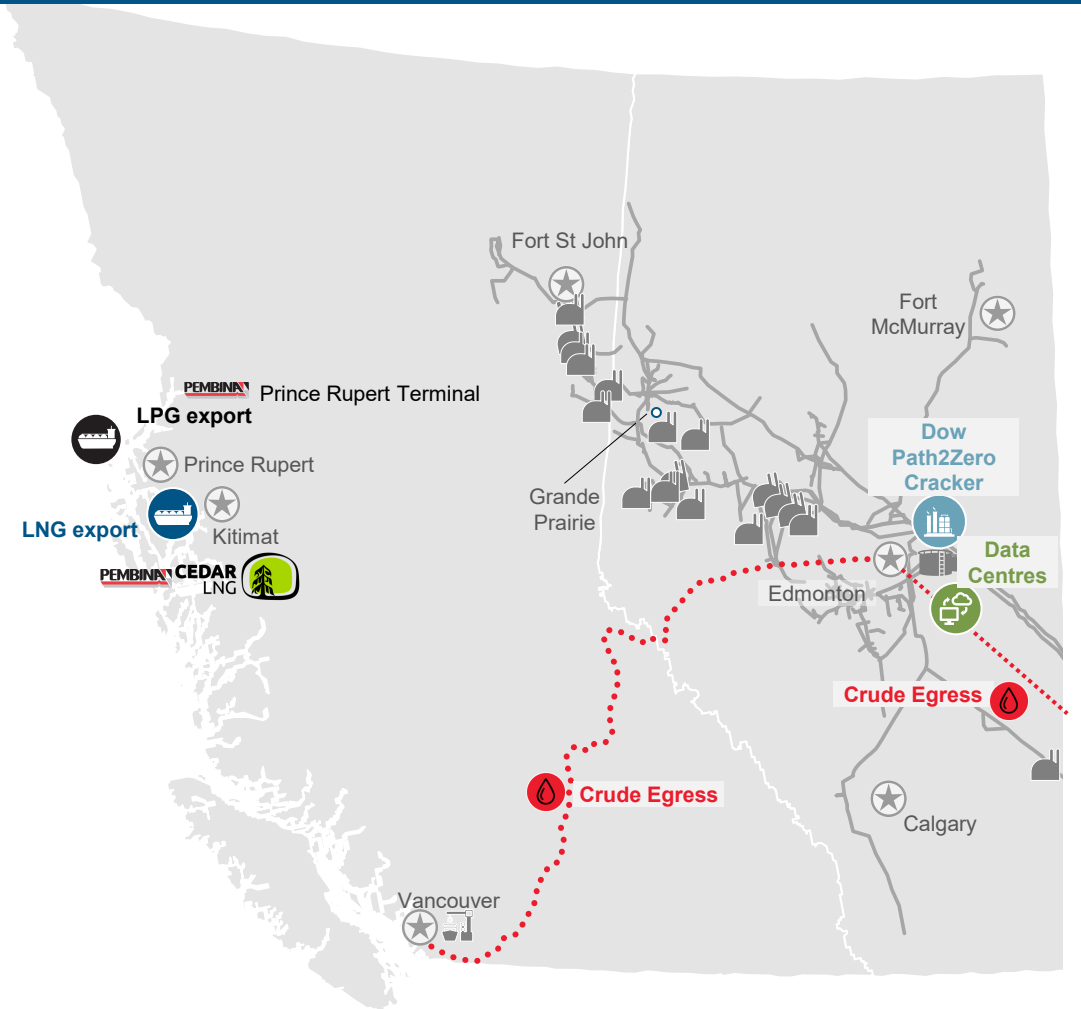 Fort St John
Fort
McMurray
PEMBINA Prince Rupert Terminal
LPG export
Prince Rupert
LNG export
Kitimat
PEMBINA CEDAR
LNG
Grande
Prairie
Dow
Path2Zero
Cracker
Data
Centres
Edmonton
Crude Egress
Crude Egress
Calgary
Vancouver